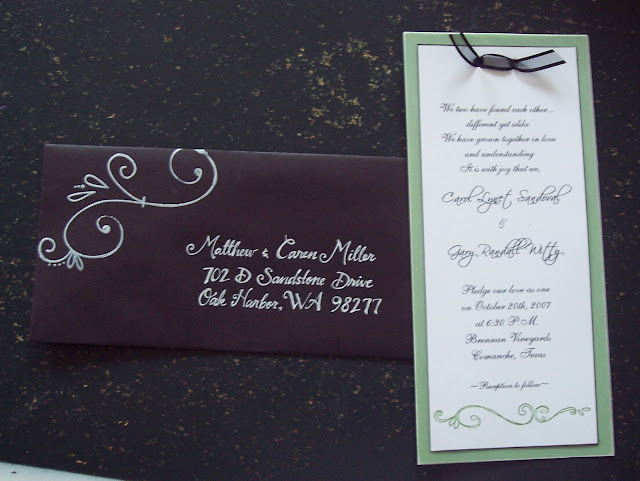 Matthew & Caren Miller
702 D Sandstone Drive
Oak Harbor, WA 98277
We two have found each other...
different yet alike
We have grown together in love
and understanding
It is with joy that we,
Carol Lynet Sandoval
&
Gary Randall Witty
Pledge our love as one
on October 20th, 2007
at 6:30 P.M.
Brennan Vineyards
Comanche, Texas
~Reception to follow~